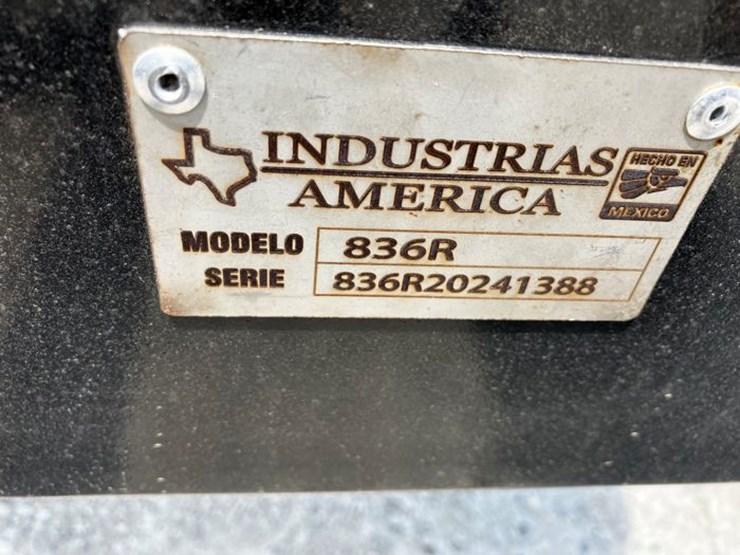 INDUSTRIAS
AMERICA
HECHO EN
MEXICO
MODELO 836R
SERIE 836R20241388